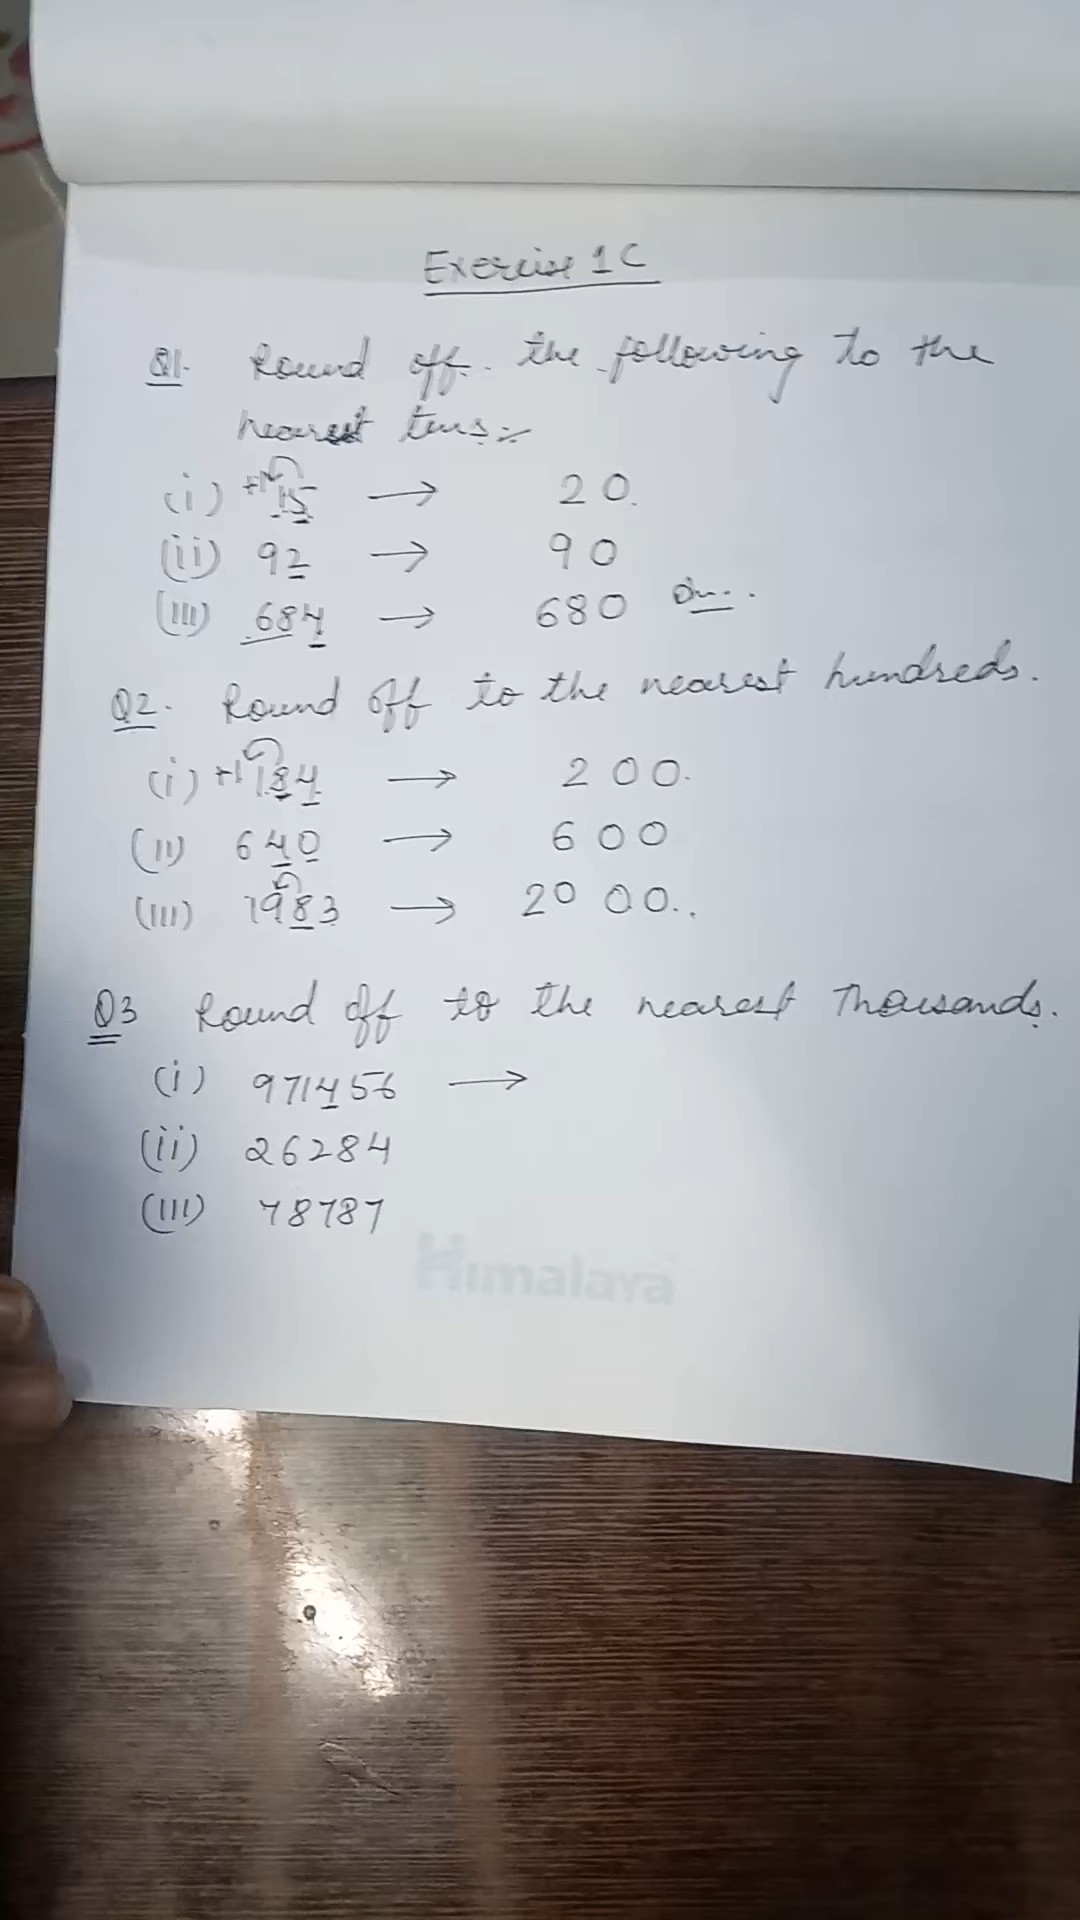 Exercise 1C
Q1. Round off the following to the
nearest tens:-
(i) +1 15 → 20.
(ii) 92 → 90
(III) 684 → 680
Q2. Round off to the nearest hundreds.
(i) +1 184 → 200.
(II) 640 → 600
(III) 1983 → 2000.
Q3 Round off to the nearest Thousands.
(i) 971456 →
(ii) 26284
(III) 78787
Himalaya